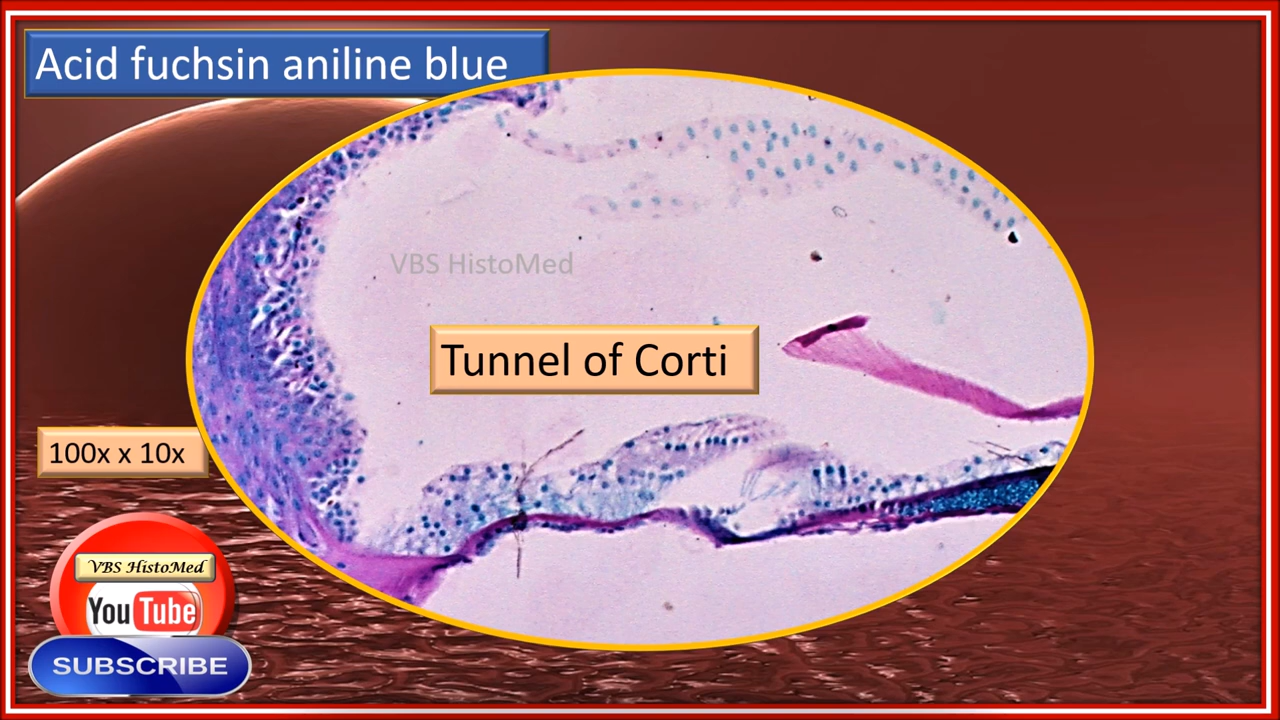 Acid fuchsin aniline blue
VBS HistoMed
Tunnel of Corti
100x x 10x
VBS HistoMed
YouTube
SUBSCRIBE